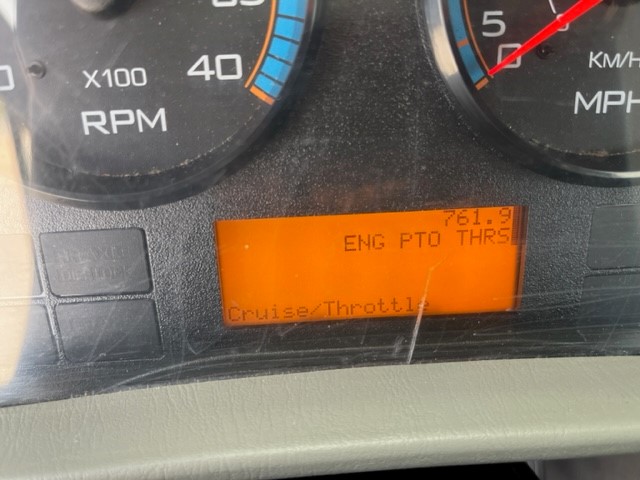 X100
40
RPM
5
0
KM/H
MPH
761.9
ENG PTO THRS
Cruise/Throttle